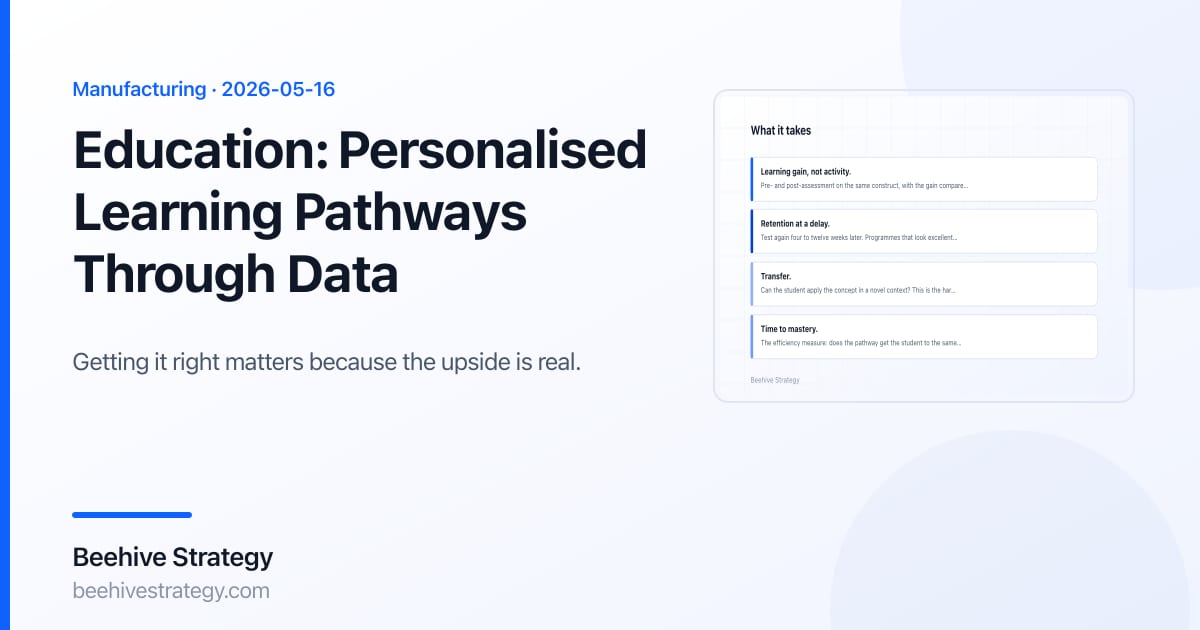 Manufacturing · 2026-05-16
Education: Personalised
Learning Pathways
Through Data
Getting it right matters because the upside is real.
Beehive Strategy
beehivestrategy.com
What it takes
Learning gain, not activity.
Pre- and post-assessment on the same construct, with the gain compare...
Retention at a delay.
Test again four to twelve weeks later. Programmes that look excellent...
Transfer.
Can the student apply the concept in a novel context? This is the har...
Time to mastery.
The efficiency measure: does the pathway get the student to the same...
Beehive Strategy